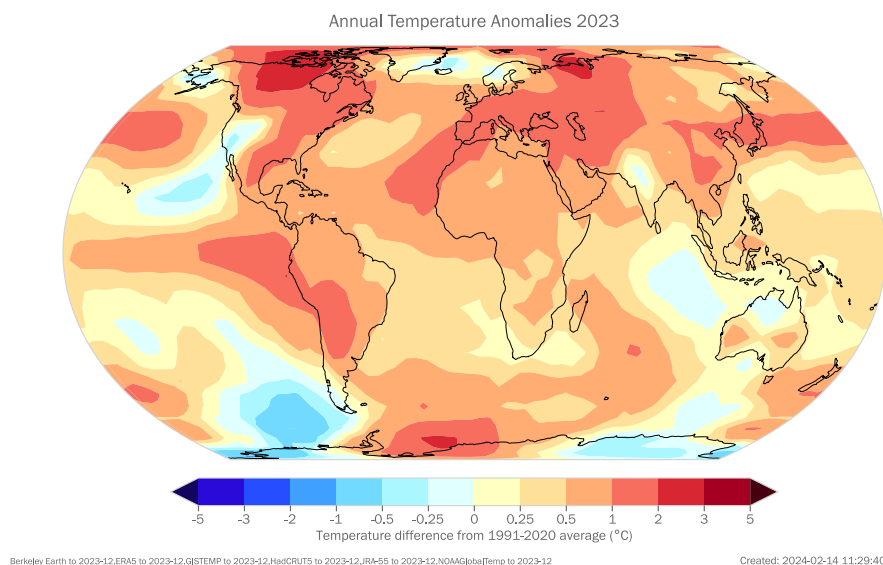 Annual Temperature Anomalies 2023
-5 -3 -2 -1 -0.5 -0.25 0 0.25 0.5 1 2 3 5
Temperature difference from 1991-2020 average (°C)
Berkeley Earth to 2023-12,ERA5 to 2023-12,GISTEMP to 2023-12,HadCRUT5 to 2023-12,JRA-55 to 2023-12,NOAAGlobalTemp to 2023-12
Created: 2024-02-14 11:29:40